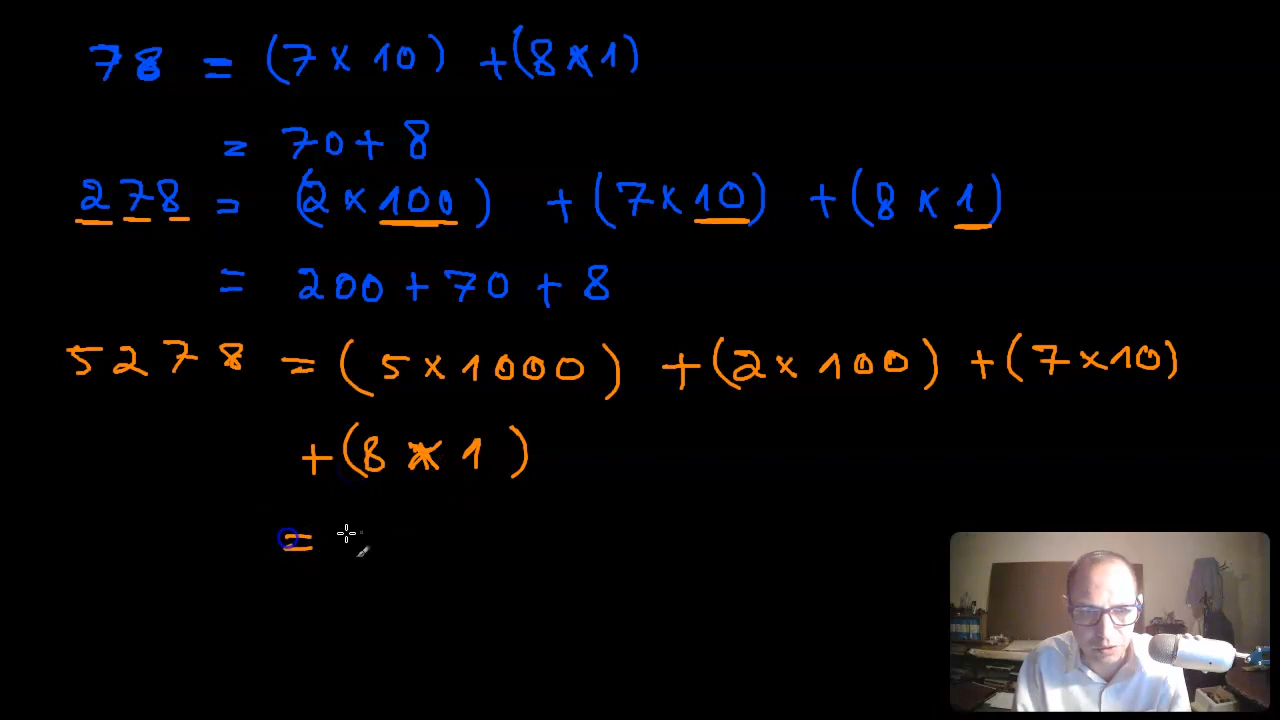 78 = (7 × 10) + (8 × 1)
= 70 + 8
278 = (2 × 100) + (7 × 10) + (8 × 1)
= 200 + 70 + 8
5278 = (5 × 1000) + (2 × 100) + (7 × 10)
+ (8 × 1)
=